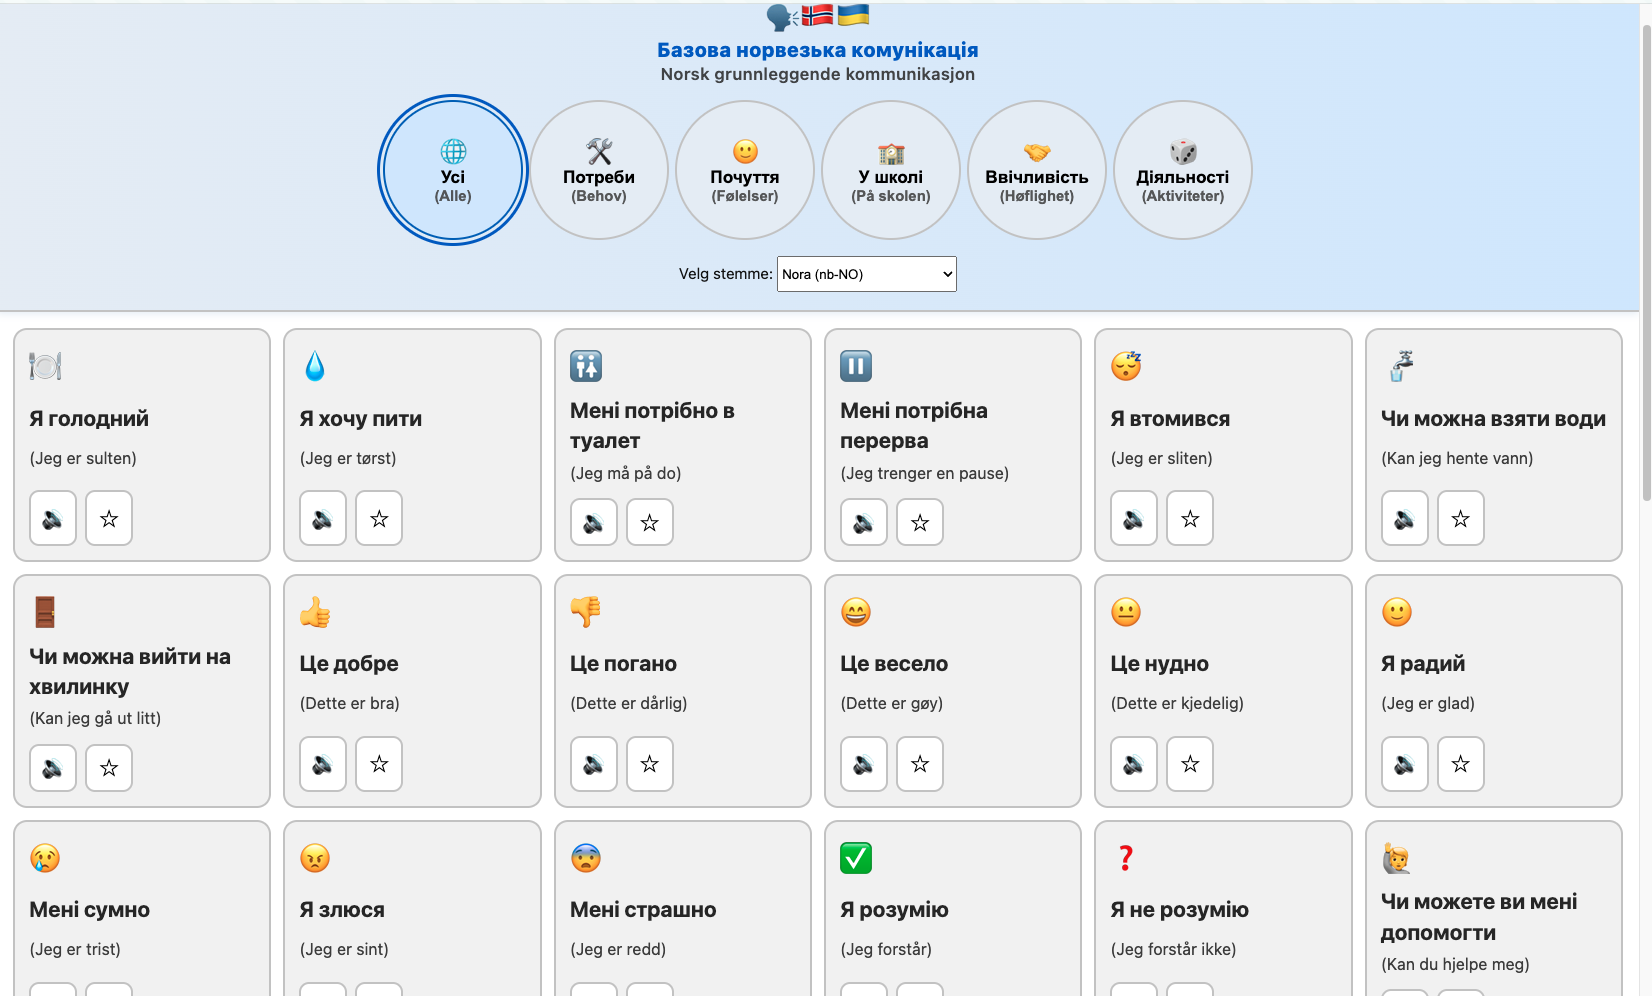 Базова норвезька комунікація
Norsk grunnleggende kommunikasjon
Усі
(Alle)
Потреби
(Behov)
Почуття
(Følelser)
У школі
(På skolen)
Ввічливість
(Høflighet)
Діяльності
(Aktiviteter)
Velg stemme: Nora (nb-NO)
Я голодний
(Jeg er sulten)
Я хочу пити
(Jeg er tørst)
Мені потрібно в
туалет
(Jeg må på do)
Мені потрібна
перерва
(Jeg trenger en pause)
Я втомився
(Jeg er sliten)
Чи можна взяти води
(Kan jeg hente vann)
Чи можна вийти на
хвилинку
(Kan jeg gå ut litt)
Це добре
(Dette er bra)
Це погано
(Dette er dårlig)
Це весело
(Dette er gøy)
Це нудно
(Dette er kjedelig)
Я радий
(Jeg er glad)
Мені сумно
(Jeg er trist)
Я злюся
(Jeg er sint)
Мені страшно
(Jeg er redd)
Я розумію
(Jeg forstår)
Я не розумію
(Jeg forstår ikke)
Чи можете ви мені
допомогти
(Kan du hjelpe meg)